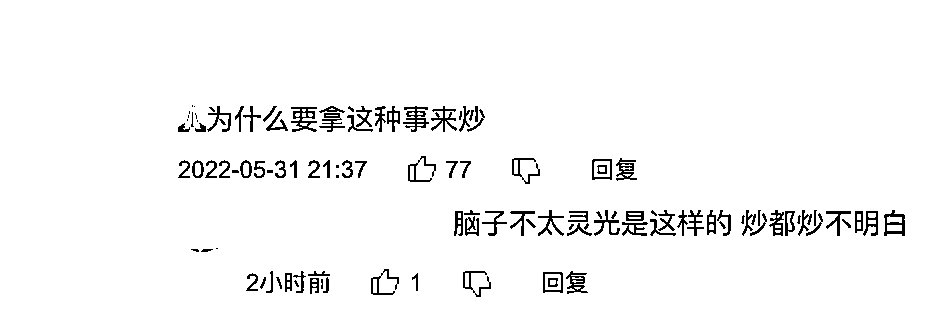 🙏为什么要拿这种事来炒
2022-05-31 21:37 77 回复
脑子不太灵光是这样的 炒都炒不明白
2小时前 1 回复